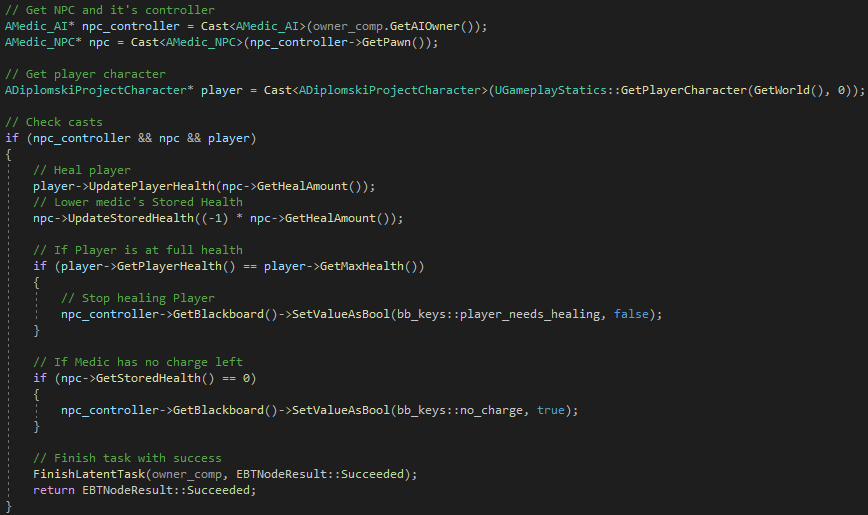 // Get NPC and it's controller
AMedic_AI* npc_controller = Cast<AMedic_AI>(owner_comp.GetAIOwner());
AMedic_NPC* npc = Cast<AMedic_NPC>(npc_controller->GetPawn());

// Get player character
ADiplomskiProjectCharacter* player = Cast<ADiplomskiProjectCharacter>(UGameplayStatics::GetPlayerCharacter(GetWorld(), 0));

// Check casts
if (npc_controller && npc && player)
{
    // Heal player
    player->UpdatePlayerHealth(npc->GetHealAmount());
    // Lower medic's Stored Health
    npc->UpdateStoredHealth((-1) * npc->GetHealAmount());

    // If Player is at full health
    if (player->GetPlayerHealth() == player->GetMaxHealth())
    {
        // Stop healing Player
        npc_controller->GetBlackboard()->SetValueAsBool(bb_keys::player_needs_healing, false);
    }

    // If Medic has no charge left
    if (npc->GetStoredHealth() == 0)
    {
        npc_controller->GetBlackboard()->SetValueAsBool(bb_keys::no_charge, true);
    }

    // Finish task with success
    FinishLatentTask(owner_comp, EBTNodeResult::Succeeded);
    return EBTNodeResult::Succeeded;
}